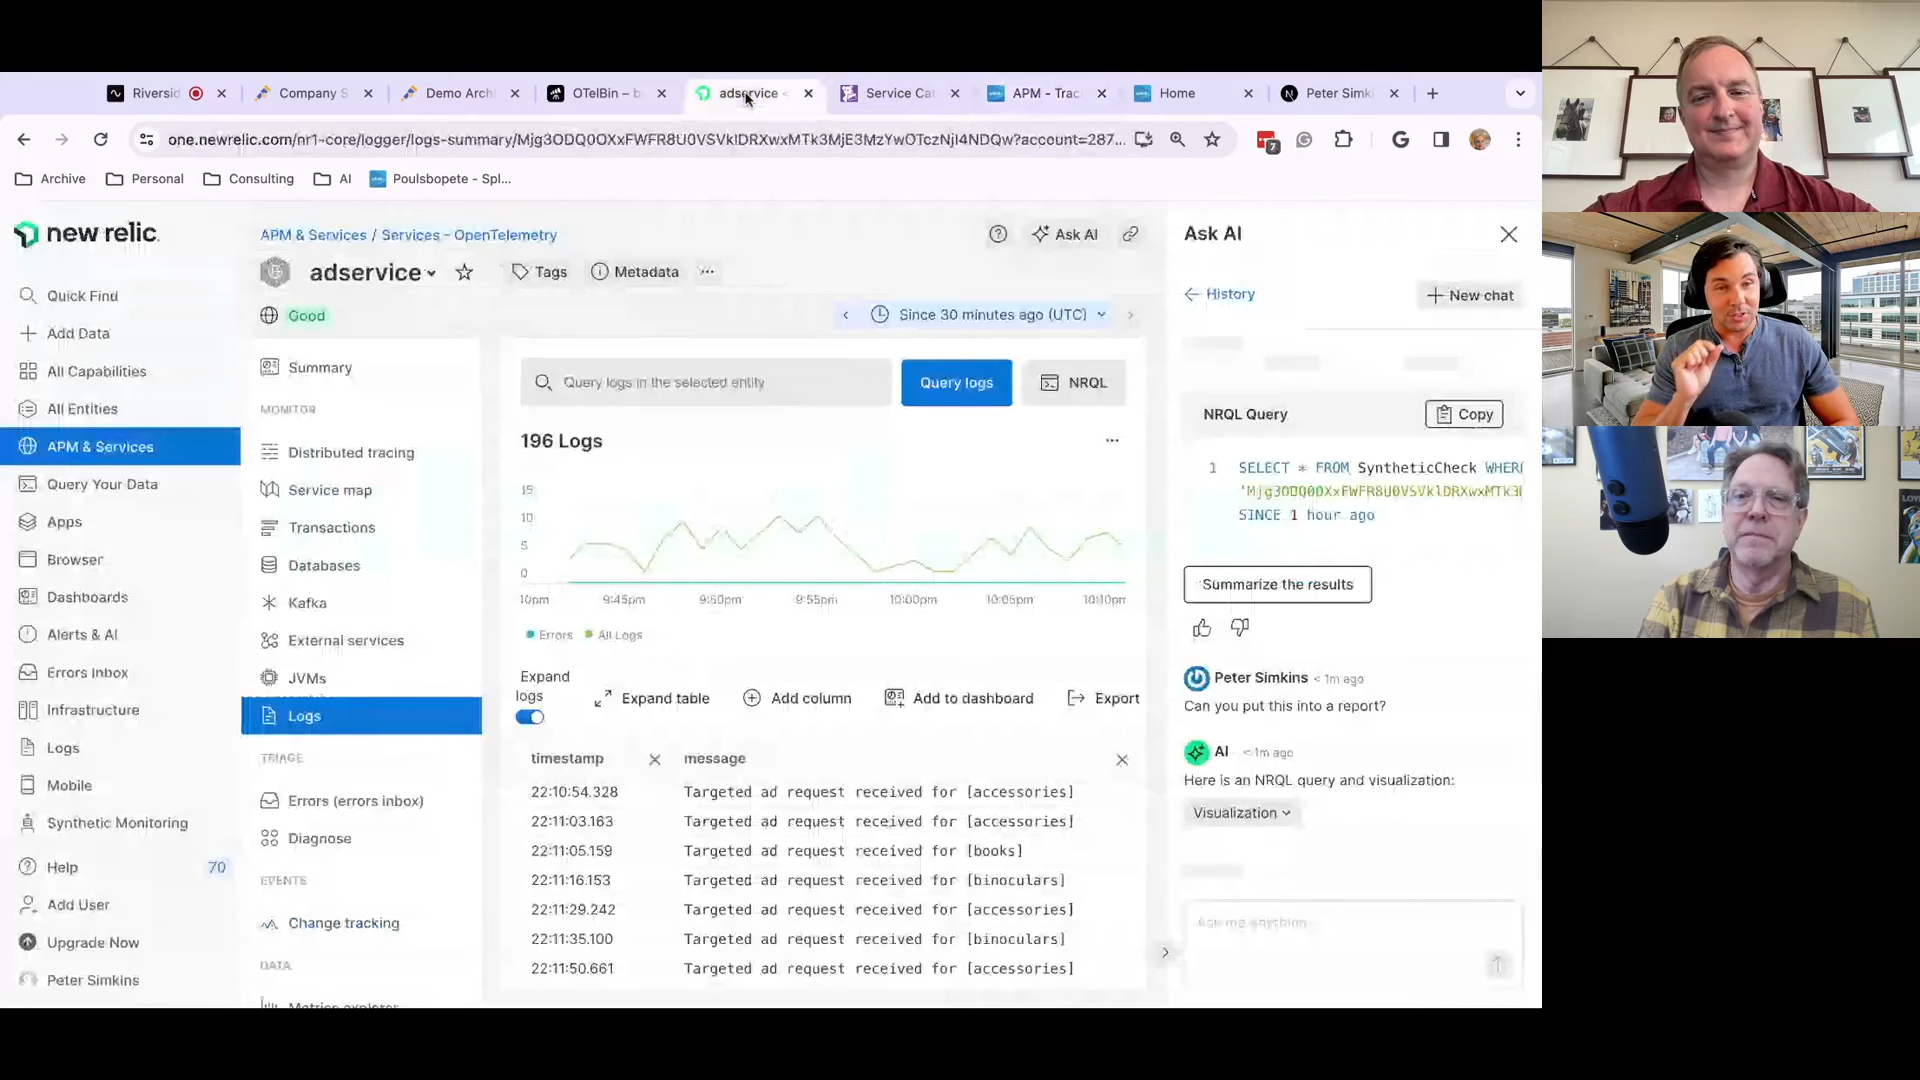 Riversid
Company S
Demo Archi
OTelBin – b
adservice
Service Cat
APM - Trac
Home
Peter Simki
one.newrelic.com/nr1-core/logger/logs-summary/
7
Archive
Personal
Consulting
AI
Poulsbopete - Spl...
new relic.
Quick Find
Add Data
All Capabilities
All Entities
APM & Services
Query Your Data
Apps
Browser
Dashboards
Alerts & AI
Errors Inbox
Infrastructure
Logs
Mobile
Synthetic Monitoring
Help 70
Add User
Upgrade Now
Peter Simkins
APM & Services / Services - OpenTelemetry
Ask AI
adservice
Tags
Metadata
...
Good
Since 30 minutes ago (UTC)
Summary
MONITOR
Distributed tracing
Service map
Transactions
Databases
Kafka
External services
JVMs
Logs
TRIAGE
Errors (errors inbox)
Diagnose
EVENTS
Change tracking
DATA
Metrics explorer
Query logs in the selected entity
Query logs
NRQL
196 Logs
...
15
10
5
0
10pm 9:45pm 9:50pm 9:55pm 10:00pm 10:05pm 10:10pm
Errors All Logs
Expand logs
Expand table
Add column
Add to dashboard
Export
timestamp message
22:10:54.328 Targeted ad request received for [accessories]
22:11:03.163 Targeted ad request received for [accessories]
22:11:05.159 Targeted ad request received for [books]
22:11:16.153 Targeted ad request received for [binoculars]
22:11:29.242 Targeted ad request received for [accessories]
22:11:35.100 Targeted ad request received for [binoculars]
22:11:50.661 Targeted ad request received for [accessories]
Ask AI
History
New chat
NRQL Query
Copy
1 SELECT * FROM SyntheticCheck WHERE
SINCE 1 hour ago
Summarize the results
Peter Simkins < 1m ago
Can you put this into a report?
AI < 1m ago
Here is an NRQL query and visualization:
Visualization
Ask me anything